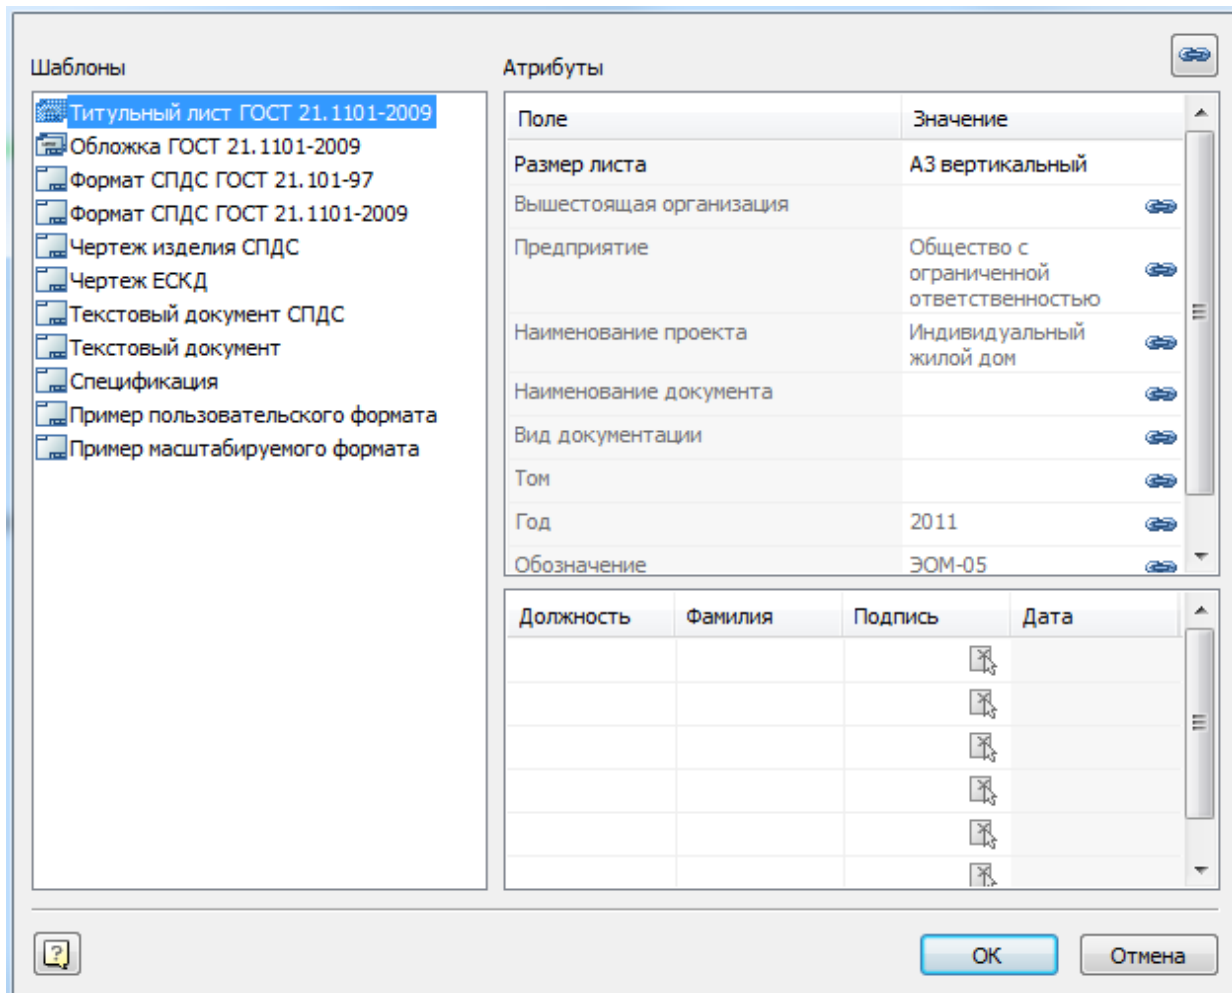 Шаблоны
Титульный лист ГОСТ 21.1101-2009
Обложка ГОСТ 21.1101-2009
Формат СПДС ГОСТ 21.101-97
Формат СПДС ГОСТ 21.1101-2009
Чертеж изделия СПДС
Чертеж ЕСКД
Текстовый документ СПДС
Текстовый документ
Спецификация
Пример пользовательского формата
Пример масштабируемого формата
Атрибуты
Поле Значение
Размер листа А3 вертикальный
Вышестоящая организация
Предприятие Общество с
ограниченной
ответственностью
Наименование проекта Индивидуальный
жилой дом
Наименование документа
Вид документации
Том
Год 2011
Обозначение ЭОМ-05
Должность Фамилия Подпись Дата
OK Отмена